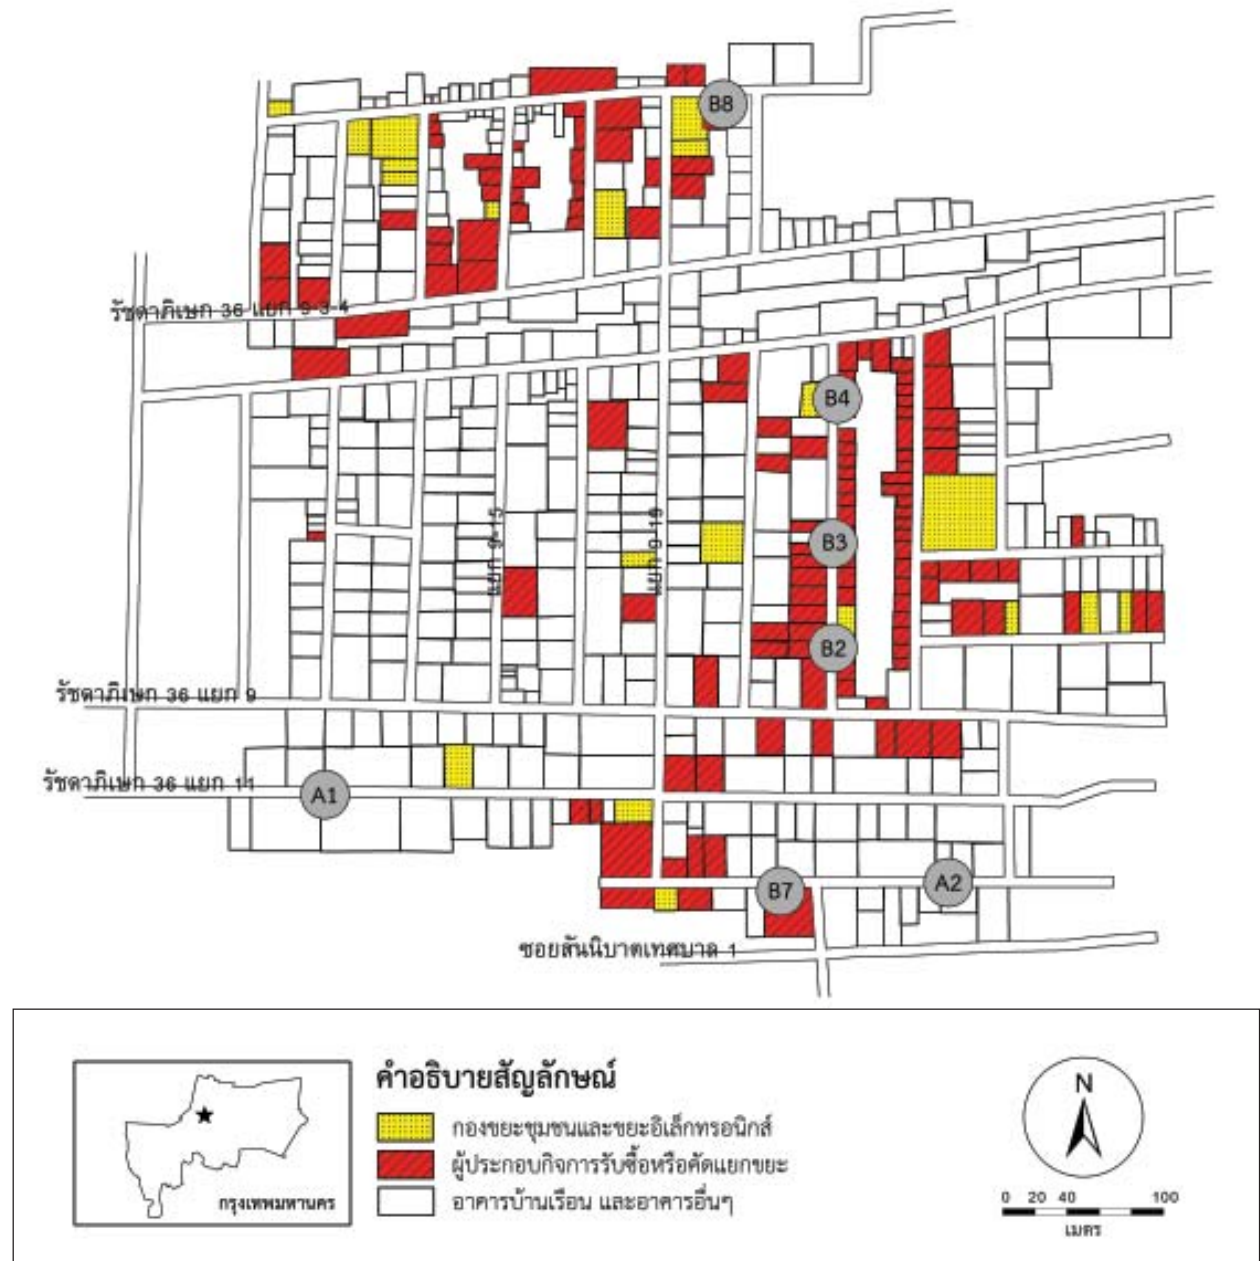 B8
รัชดาภิเษก 36 แยก 9-3-4
B4
แยก 9-15
แยก 9-19
B3
B2
รัชดาภิเษก 36 แยก 9
รัชดาภิเษก 36 แยก 11
A1
B7
A2
ซอยสันนิบาตเทศบาล 1
คำอธิบายสัญลักษณ์
กองขยะชุมชนและขยะอิเล็กทรอนิกส์
ผู้ประกอบกิจการรับซื้อหรือคัดแยกขยะ
อาคารบ้านเรือน และอาคารอื่นๆ
กรุงเทพมหานคร
N
0 20 40 100
เมตร